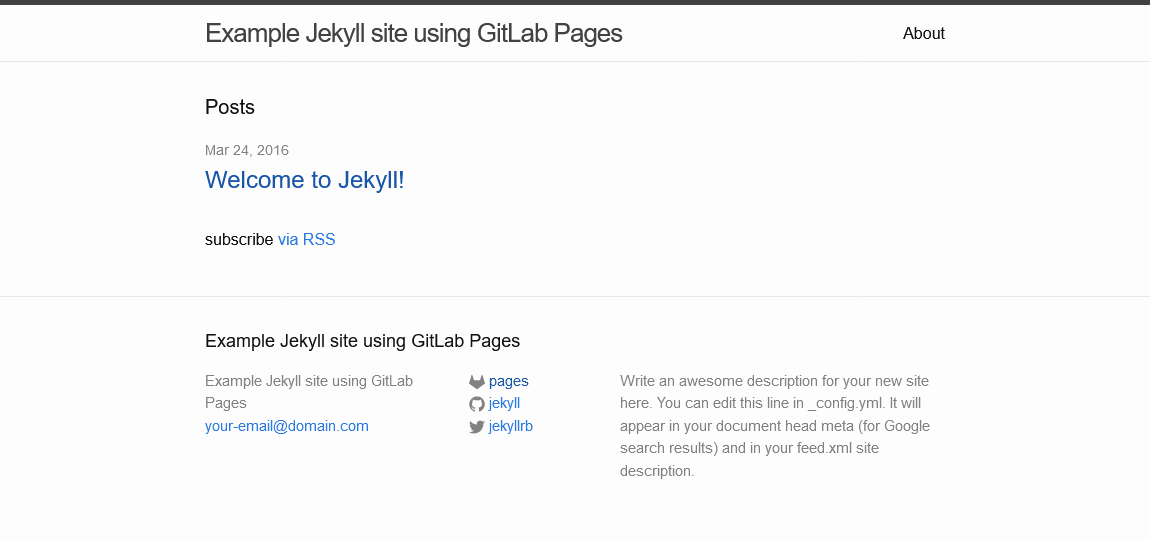 Example Jekyll site using GitLab Pages
About
Posts
Mar 24, 2016
Welcome to Jekyll!
subscribe via RSS
Example Jekyll site using GitLab Pages
Example Jekyll site using GitLab
Pages
your-email@domain.com
pages
jekyll
jekyllrb
Write an awesome description for your new site
here. You can edit this line in _config.yml. It will
appear in your document head meta (for Google
search results) and in your feed.xml site
description.